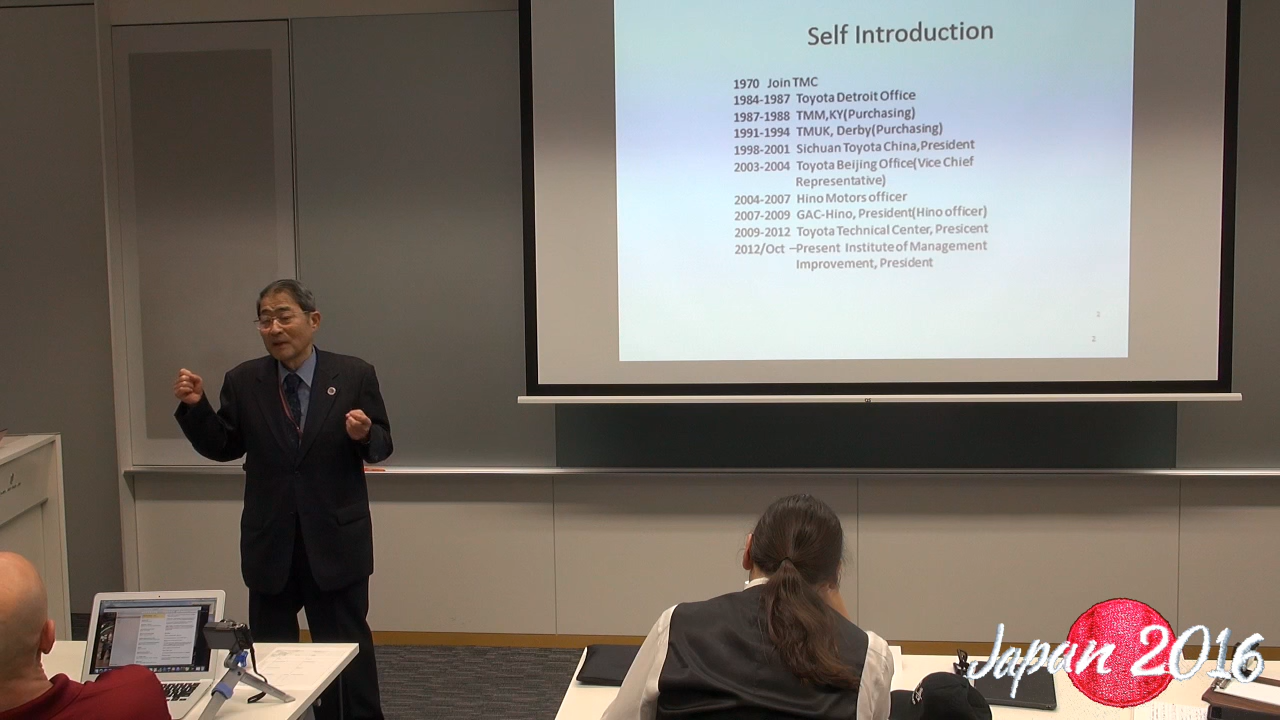 Self Introduction
1970 Join TMC
1984-1987 Toyota Detroit Office
1987-1988 TMM,KY(Purchasing)
1991-1994 TMUK, Derby(Purchasing)
1998-2001 Sichuan Toyota China,President
2003-2004 Toyota Beijing Office(Vice Chief
Representative)
2004-2007 Hino Motors officer
2007-2009 GAC-Hino, President(Hino officer)
2009-2012 Toyota Technical Center, Presicent
2012/Oct –Present Institute of Management
Improvement, President
2
2
Japan 2016